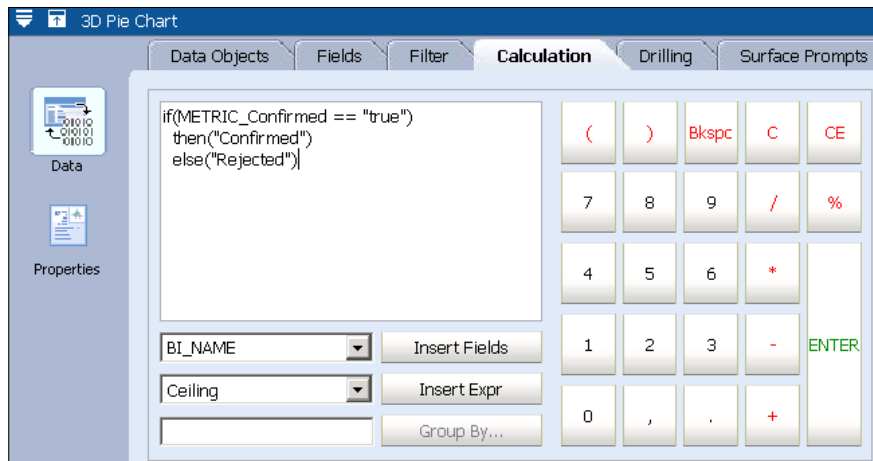 3D Pie Chart
Data Objects Fields Filter Calculation Drilling Surface Prompts
if(METRIC_Confirmed == "true")
then("Confirmed")
else("Rejected")
Data
Properties
( ) Bkspc C CE
7 8 9 / %
4 5 6 *
1 2 3 - ENTER
0 , . +
BI_NAME Insert Fields
Ceiling Insert Expr
Group By...